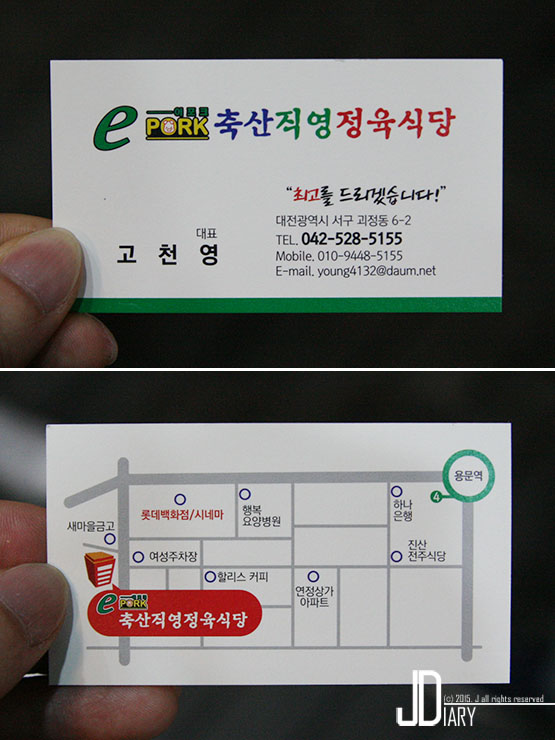 e 이포크
PORK 축산직영정육식당
“최고를 드리겠습니다!”
대표
고 천 영
대전광역시 서구 괴정동 6-2
TEL. 042-528-5155
Mobile. 010-9448-5155
E-mail. young4132@daum.net
용문역
4
롯데백화점/시네마
행복
요양병원
하나
은행
새마을금고
여성주차장
진산
전주식당
할리스 커피
연정상가
아파트
e PORK
축산직영정육식당
(c) 2015. J all rights reserved
JDIARY